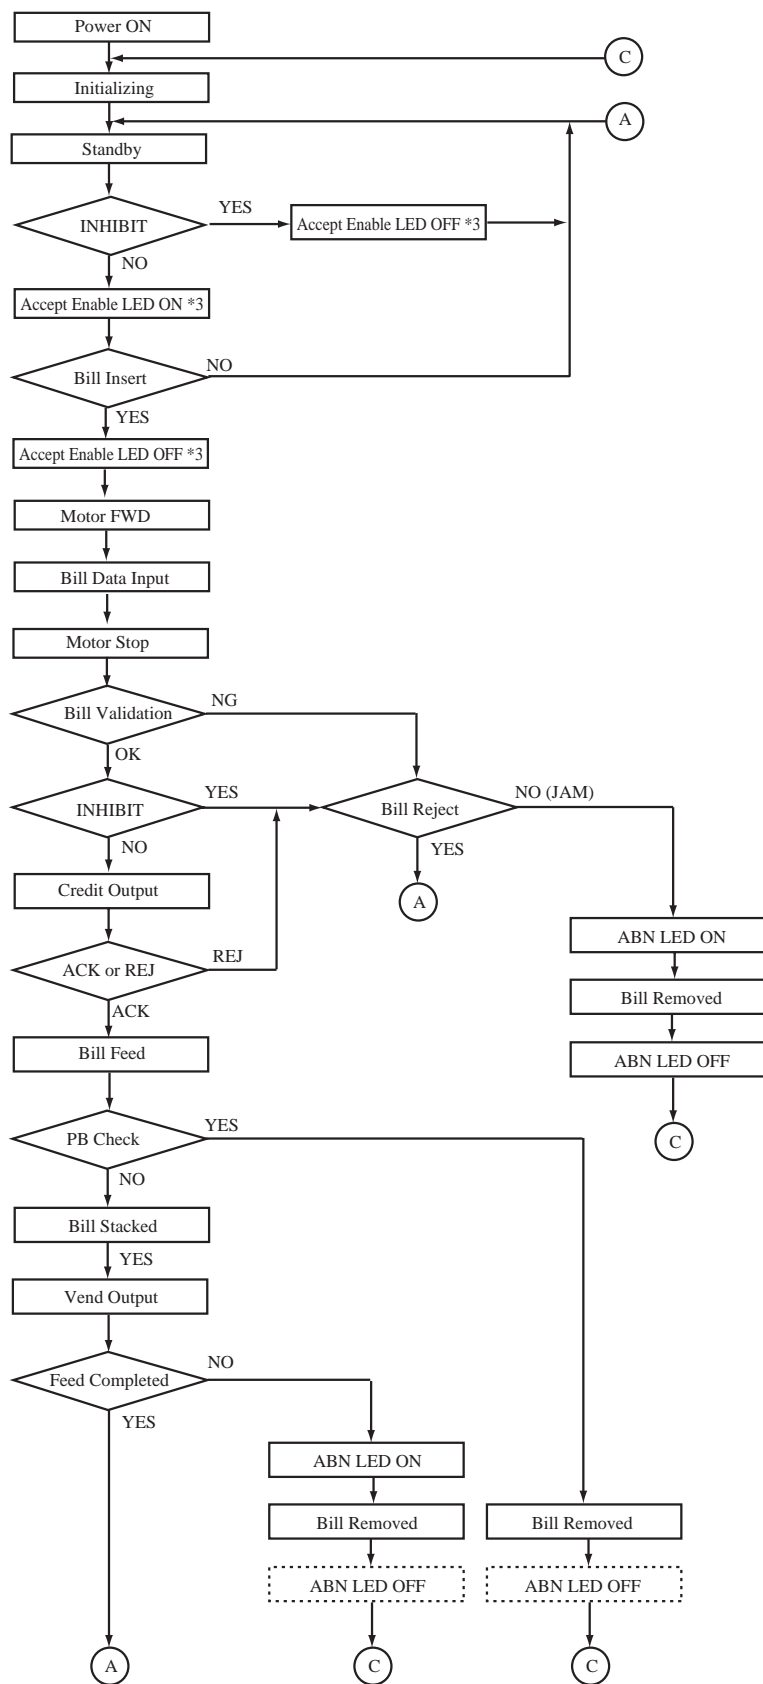 Power ON
C
Initializing
A
Standby
INHIBIT
YES
Accept Enable LED OFF *3
NO
Accept Enable LED ON *3
Bill Insert
NO
YES
Accept Enable LED OFF *3
Motor FWD
Bill Data Input
Motor Stop
Bill Validation
NG
OK
INHIBIT
YES
Bill Reject
NO (JAM)
NO
YES
Credit Output
A
ABN LED ON
ACK or REJ
REJ
Bill Removed
ACK
Bill Feed
ABN LED OFF
PB Check
YES
C
NO
Bill Stacked
YES
Vend Output
Feed Completed
NO
YES
ABN LED ON
Bill Removed
Bill Removed
ABN LED OFF
ABN LED OFF
A
C
C